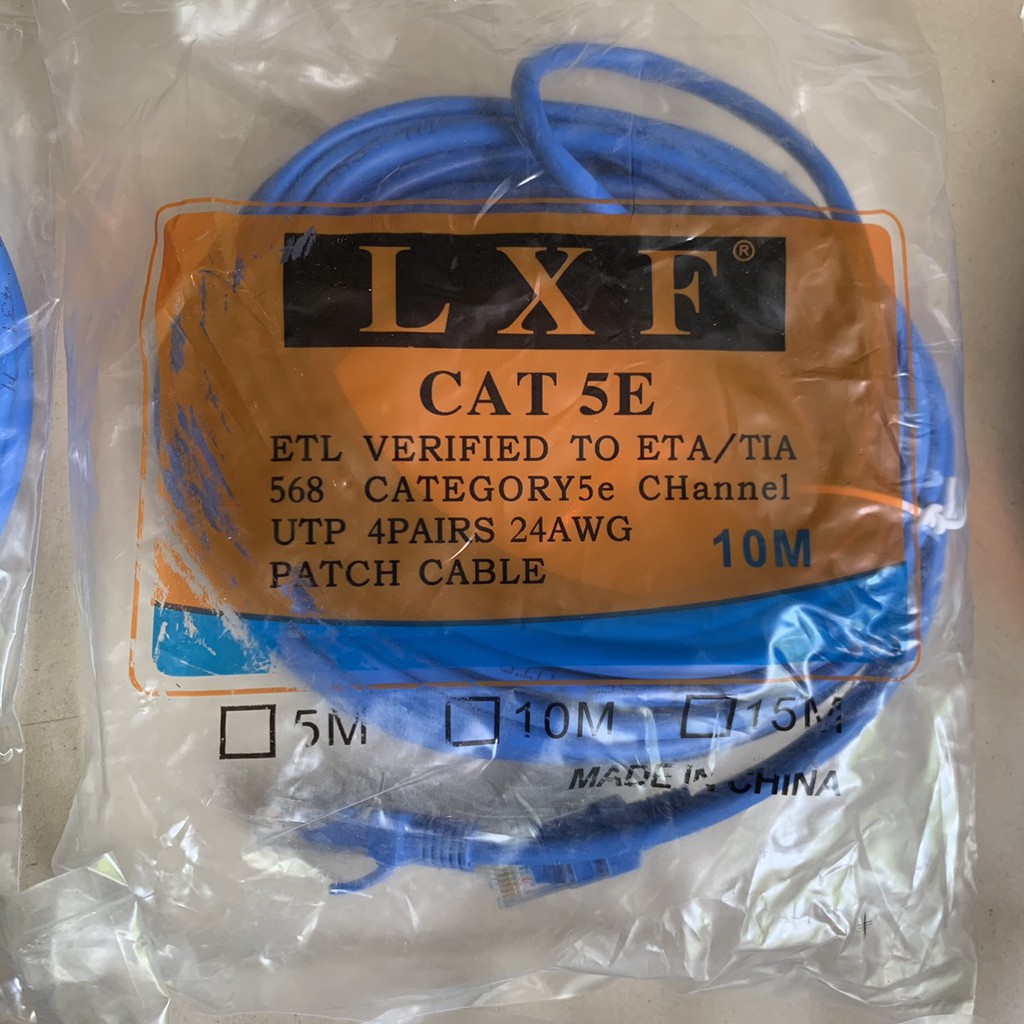 LXF®
CAT 5E
ETL VERIFIED TO ETA/TIA
568 CATEGORY5e CHannel
UTP 4PAIRS 24AWG
10M
PATCH CABLE
5M 10M 15M
MADE IN CHINA